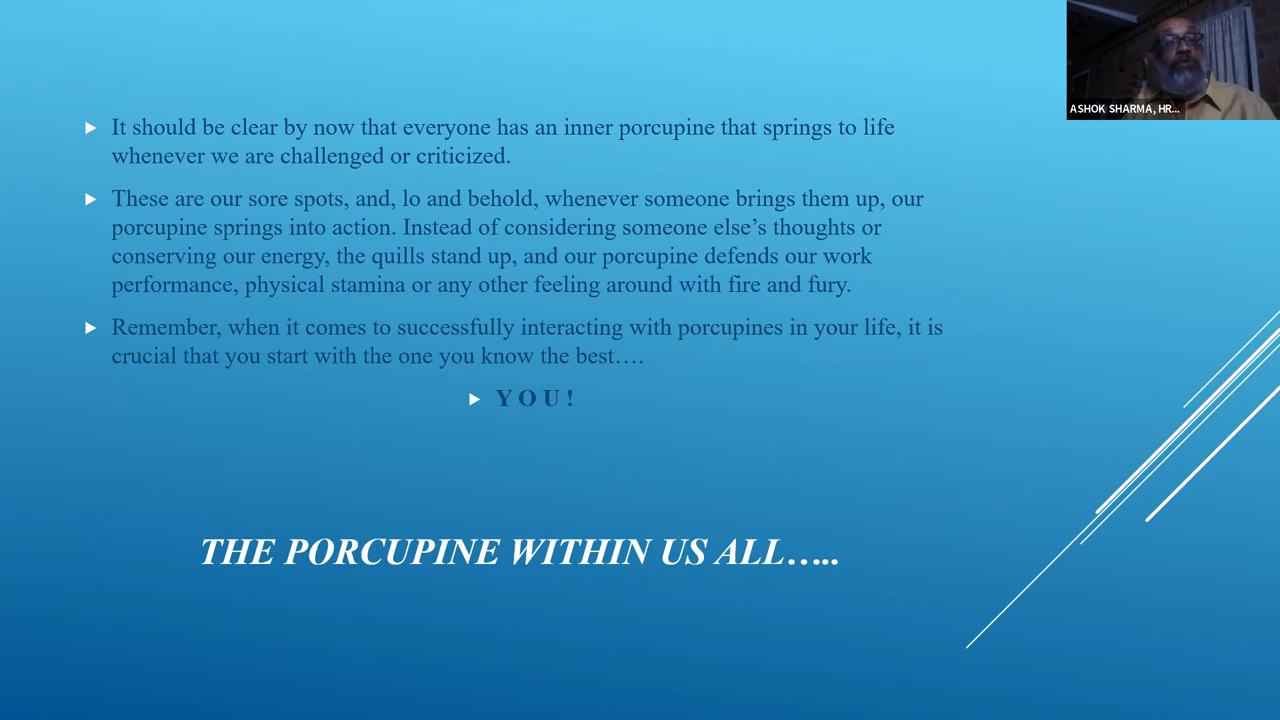 ASHOK SHARMA, HR...
It should be clear by now that everyone has an inner porcupine that springs to life
whenever we are challenged or criticized.
These are our sore spots, and, lo and behold, whenever someone brings them up, our
porcupine springs into action. Instead of considering someone else’s thoughts or
conserving our energy, the quills stand up, and our porcupine defends our work
performance, physical stamina or any other feeling around with fire and fury.
Remember, when it comes to successfully interacting with porcupines in your life, it is
crucial that you start with the one you know the best….
Y O U !
THE PORCUPINE WITHIN US ALL…..